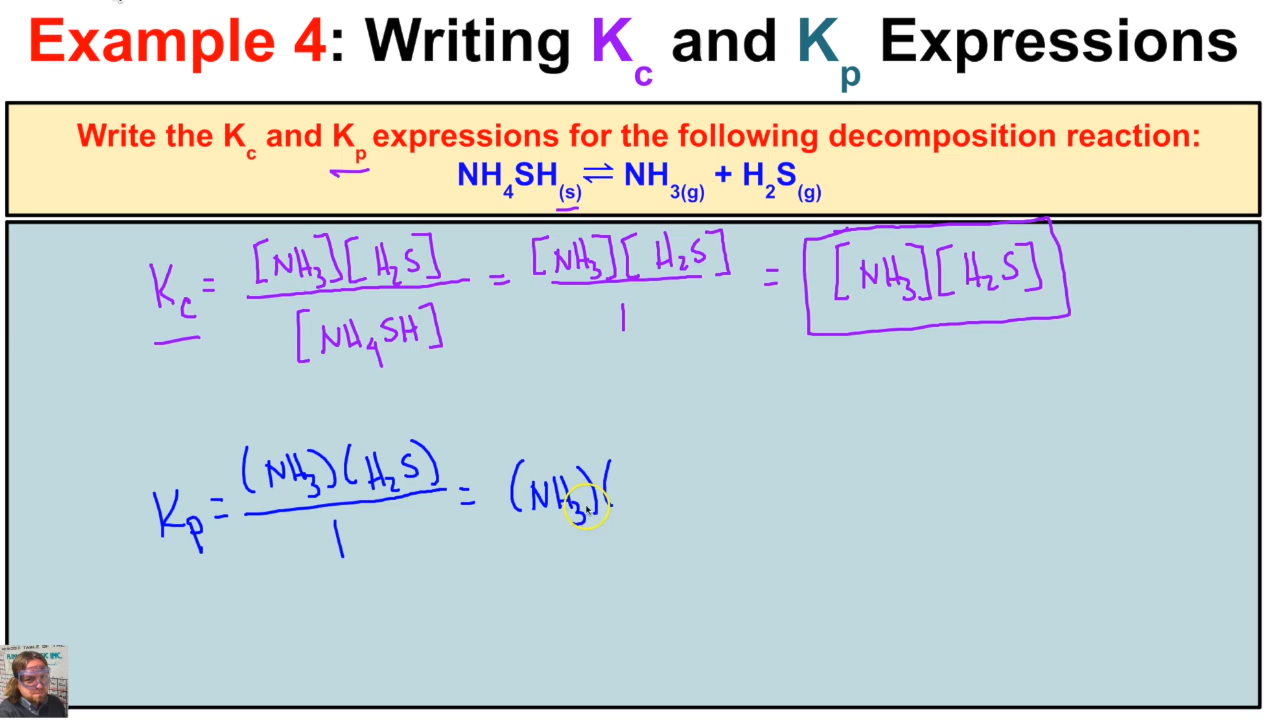 Example 4: Writing Kc and Kp Expressions
Write the Kc and Kp expressions for the following decomposition reaction:
NH4SH(s) ⇌ NH3(g) + H2S(g)
Kc = [NH3][H2S] / [NH4SH] = [NH3][H2S] / 1 = [NH3][H2S]
Kp = (NH3)(H2S) / 1 = (NH3)(